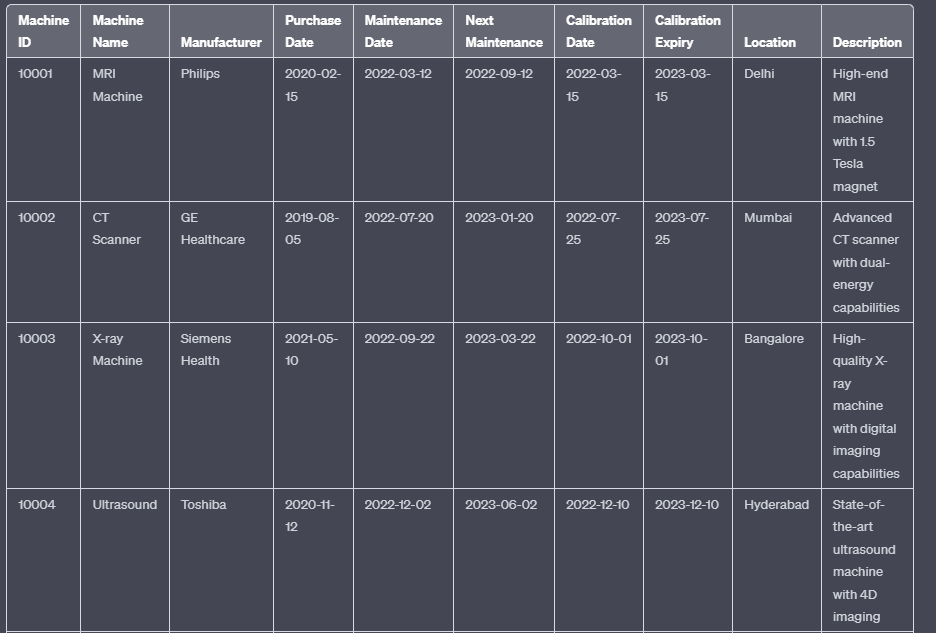 Machine ID | Machine Name | Manufacturer | Purchase Date | Maintenance Date | Next Maintenance | Calibration Date | Calibration Expiry | Location | Description
10001 | MRI Machine | Philips | 2020-02-15 | 2022-03-12 | 2022-09-12 | 2022-03-15 | 2023-03-15 | Delhi | High-end MRI machine with 1.5 Tesla magnet
10002 | CT Scanner | GE Healthcare | 2019-08-05 | 2022-07-20 | 2023-01-20 | 2022-07-25 | 2023-07-25 | Mumbai | Advanced CT scanner with dual-energy capabilities
10003 | X-ray Machine | Siemens Health | 2021-05-10 | 2022-09-22 | 2023-03-22 | 2022-10-01 | 2023-10-01 | Bangalore | High-quality X-ray machine with digital imaging capabilities
10004 | Ultrasound | Toshiba | 2020-11-12 | 2022-12-02 | 2023-06-02 | 2022-12-10 | 2023-12-10 | Hyderabad | State-of-the-art ultrasound machine with 4D imaging